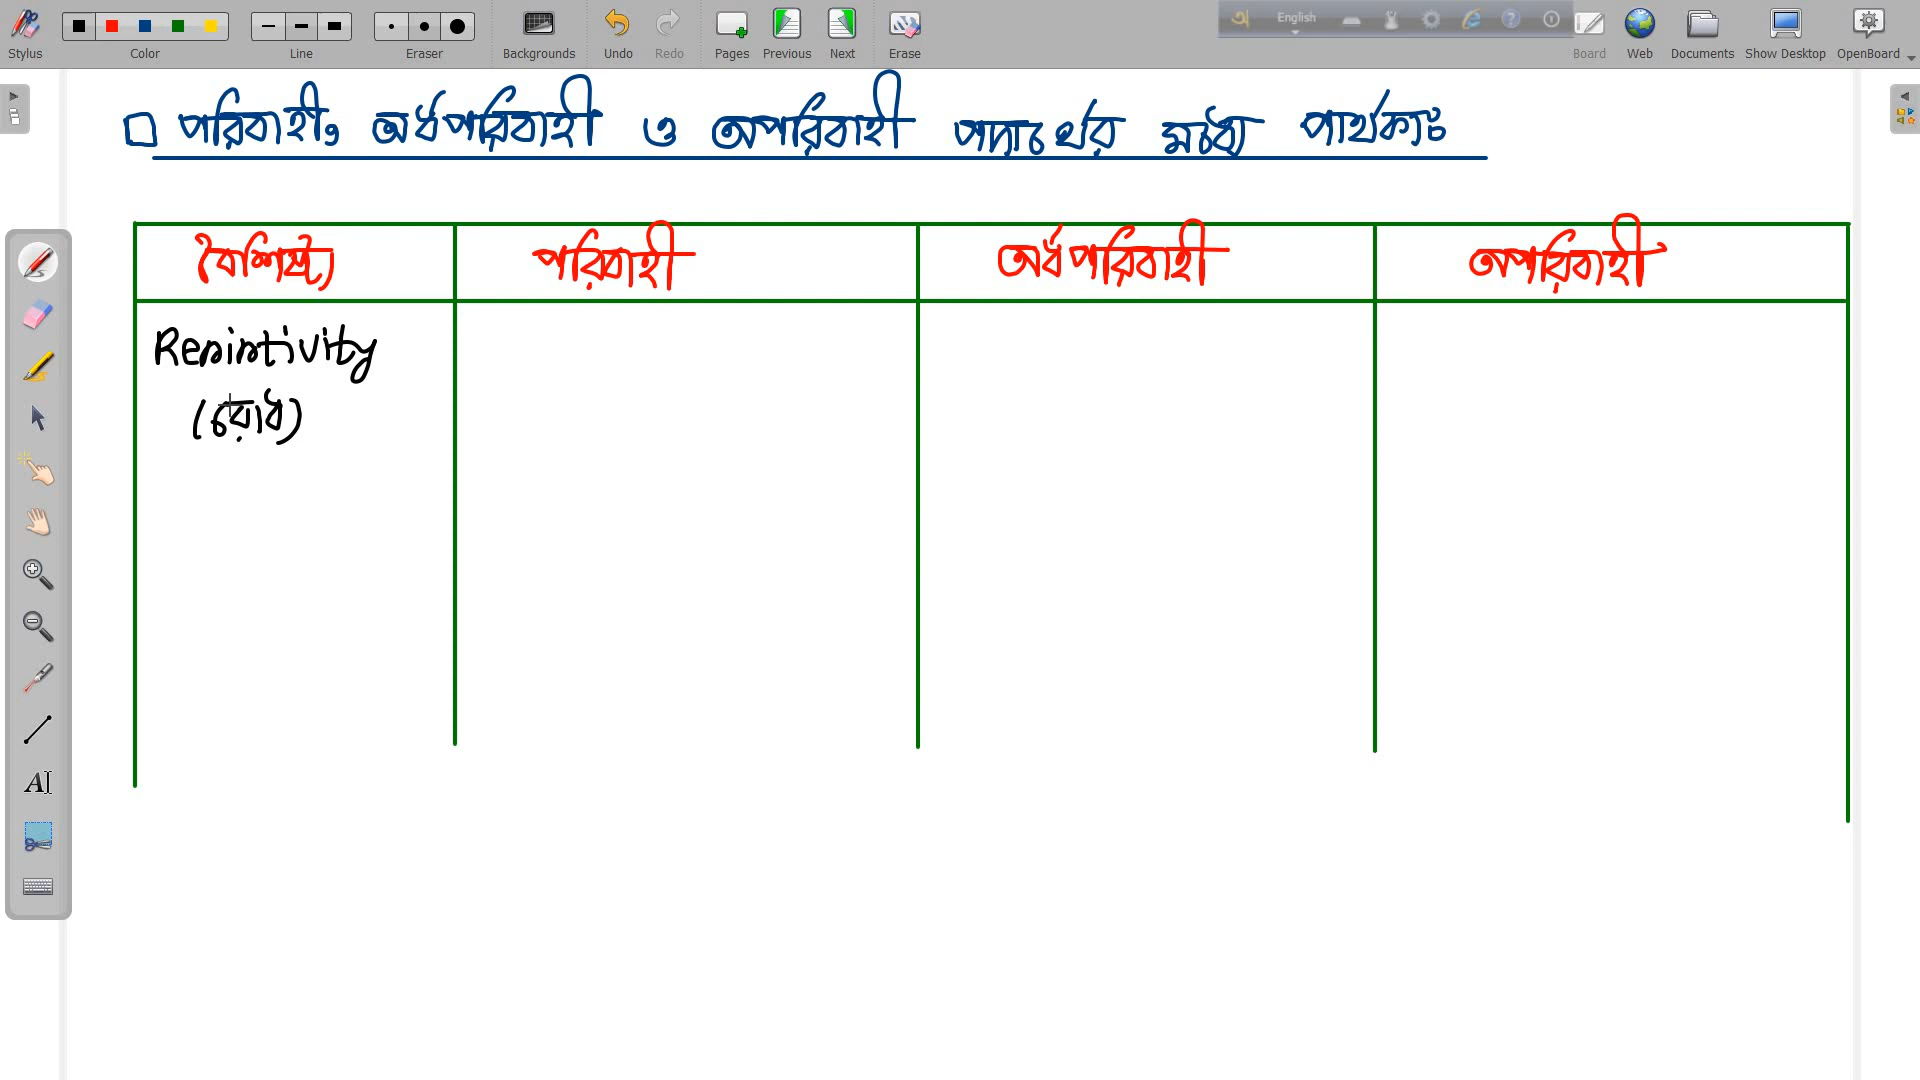 Stylus Color Line Eraser Backgrounds Undo Redo Pages Previous Next Erase English Board Web Documents Show Desktop OpenBoard
□ পরিবাহী, অর্ধপরিবাহী ও অপরিবাহী পদার্থের মধ্যে পার্থক্যঃ
বৈশিষ্ট্য পরিবাহী অর্ধপরিবাহী অপরিবাহী
Resistivity
(রোধ)